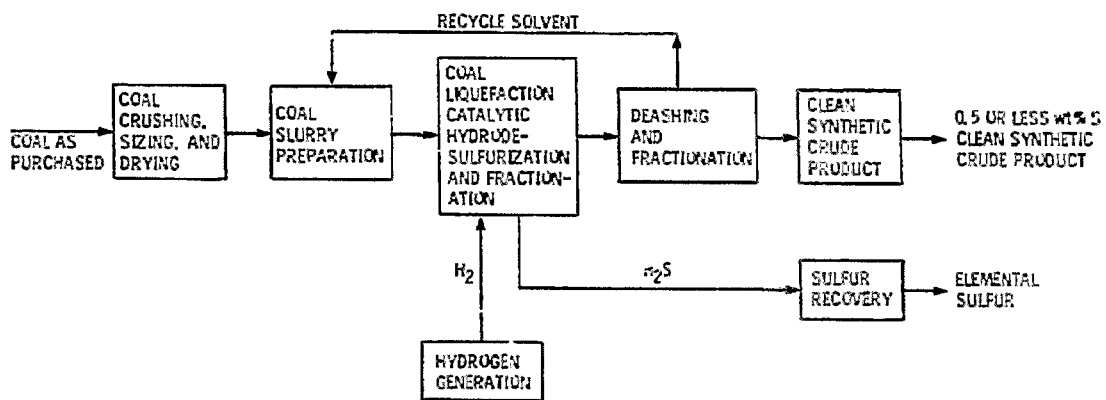 RECYCLE SOLVENT
COAL AS
PURCHASED
COAL
CRUSHING,
SIZING, AND
DRYING
COAL
SLURRY
PREPARATION
COAL
LIQUEFACTION
CATALYTIC
HYDRODE-
SULFURIZATION
AND FRACTION-
ATION
DEASHING
AND
FRACTIONATION
CLEAN
SYNTHETIC
CRUDE
PRODUCT
0.5 OR LESS wt% S
CLEAN SYNTHETIC
CRUDE PRODUCT
H2
H2S
SULFUR
RECOVERY
ELEMENTAL
SULFUR
HYDROGEN
GENERATION